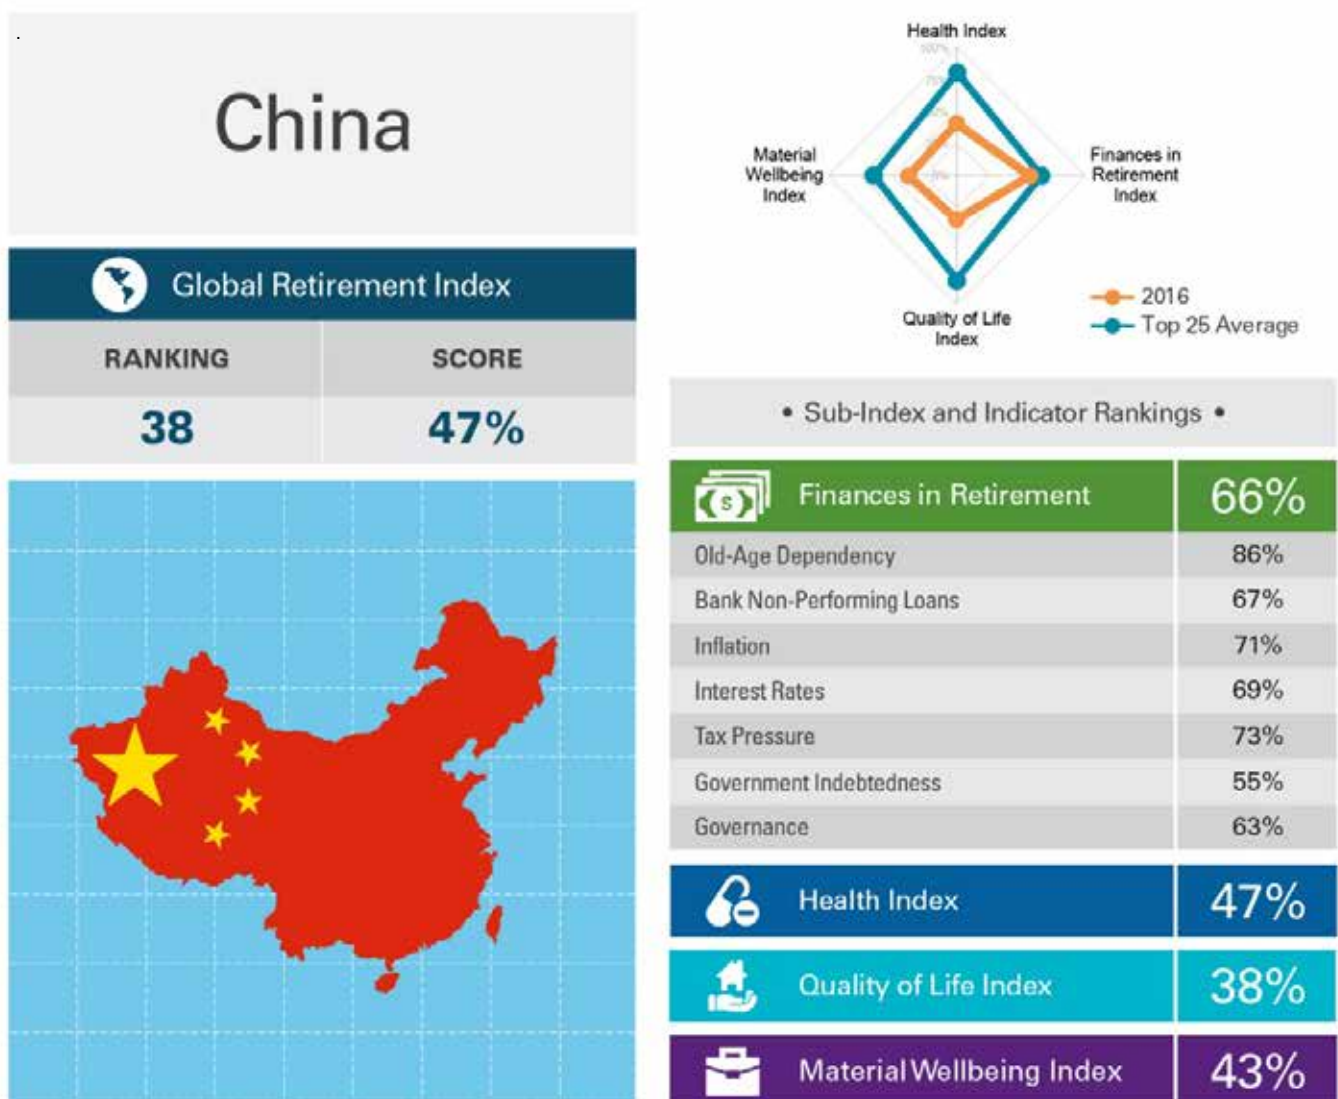 China
Global Retirement Index
RANKING SCORE
38 47%
Health Index
100%
Material
Wellbeing
Index
Finances in
Retirement
Index
Quality of Life
Index
2016
Top 25 Average
• Sub-Index and Indicator Rankings •
Finances in Retirement 66%
Old-Age Dependency 86%
Bank Non-Performing Loans 67%
Inflation 71%
Interest Rates 69%
Tax Pressure 73%
Government Indebtedness 55%
Governance 63%
Health Index 47%
Quality of Life Index 38%
Material Wellbeing Index 43%